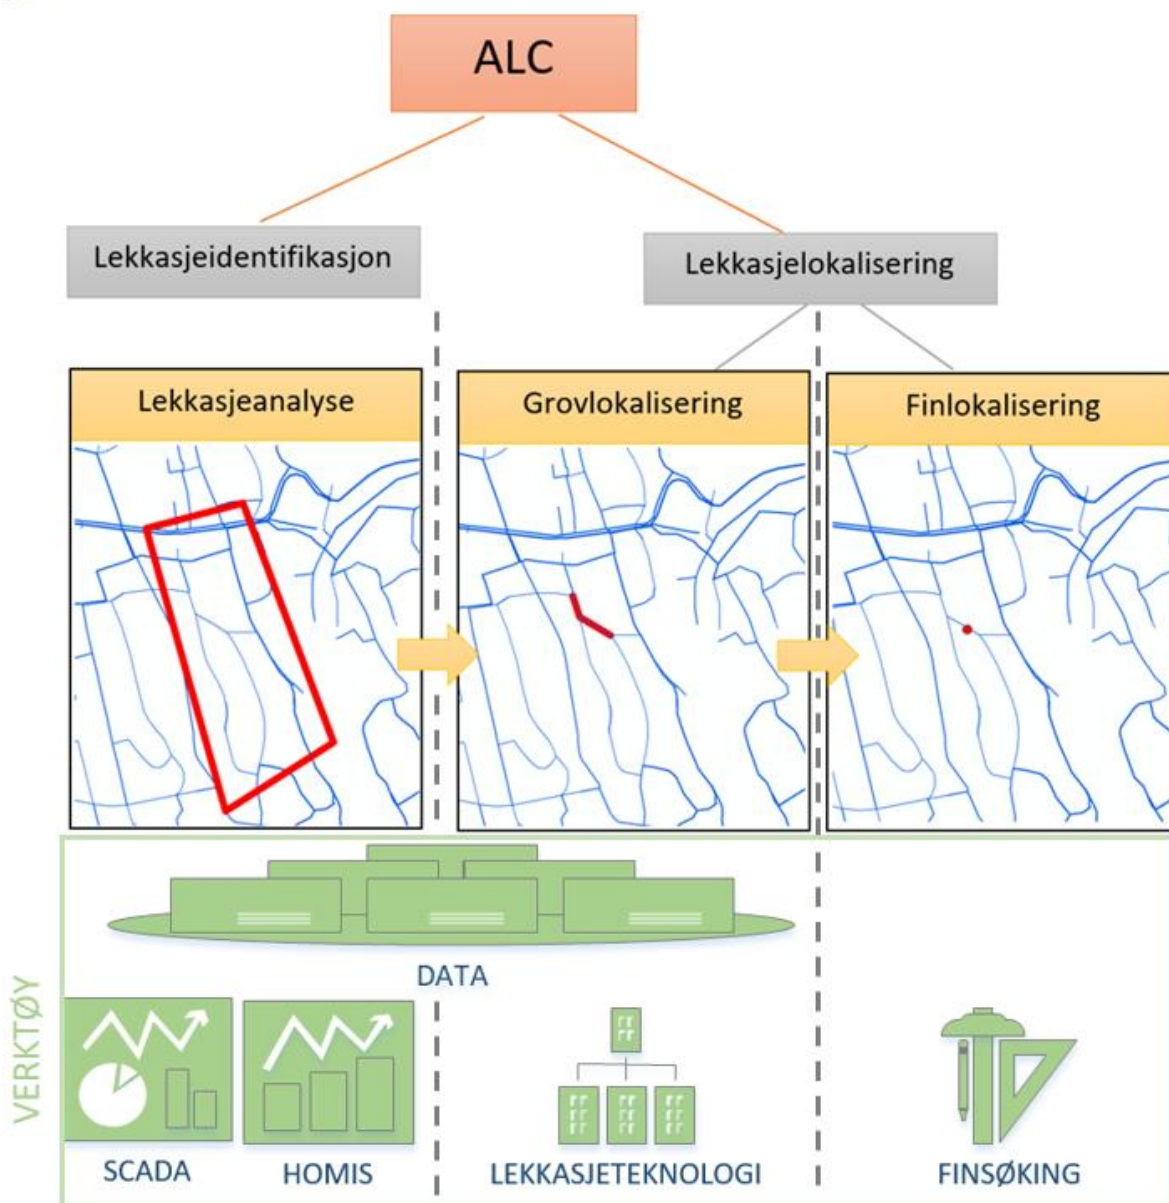 ALC
Lekkasjeidentifikasjon
Lekkasjelokalisering
Lekkasjeanalyse
Grovlokalisering
Finlokalisering
VERKTØY
DATA
SCADA
HOMIS
LEKKASJETEKNOLOGI
FINSØKING